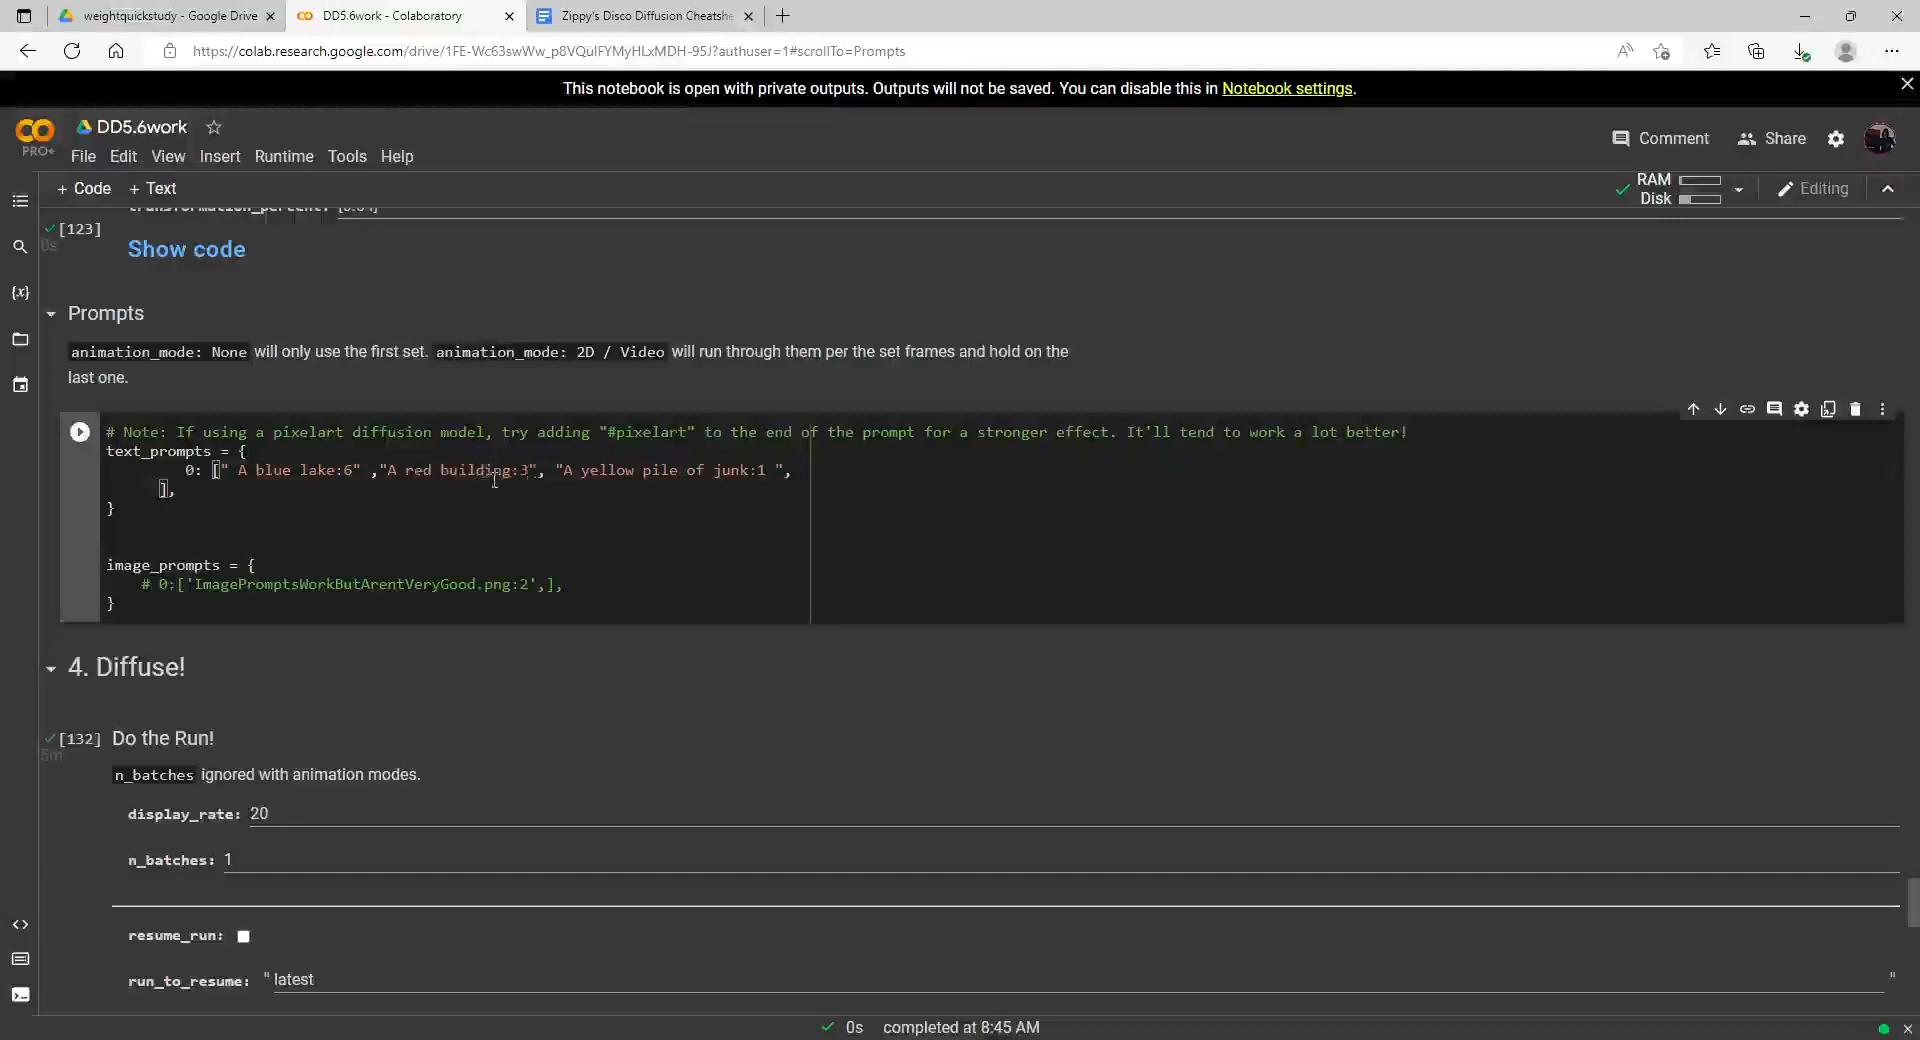 weightquickstudy - Google Drive
DD5.6work - Colaboratory
Zippy's Disco Diffusion Cheatshe
https://colab.research.google.com/drive/1FE-Wc63swWw_p8VQuIFYMyHLxMDH-95J?authuser=1#scrollTo=Prompts
This notebook is open with private outputs. Outputs will not be saved. You can disable this in Notebook settings.
DD5.6work
PRO+
File Edit View Insert Runtime Tools Help
Comment
Share
+ Code + Text
RAM
Disk
Editing
[123]
0s
Show code
Prompts
animation_mode: None will only use the first set. animation_mode: 2D / Video will run through them per the set frames and hold on the
last one.
# Note: If using a pixelart diffusion model, try adding "#pixelart" to the end of the prompt for a stronger effect. It'll tend to work a lot better!
text_prompts = {
0: [" A blue lake:6" ,"A red building:3", "A yellow pile of junk:1 ",
],
}
image_prompts = {
# 0:['ImagePromptsWorkButArentVeryGood.png:2',],
}
4. Diffuse!
[132] Do the Run!
5m
n_batches ignored with animation modes.
display_rate: 20
n_batches: 1
resume_run:
run_to_resume: " latest "
0s completed at 8:45 AM